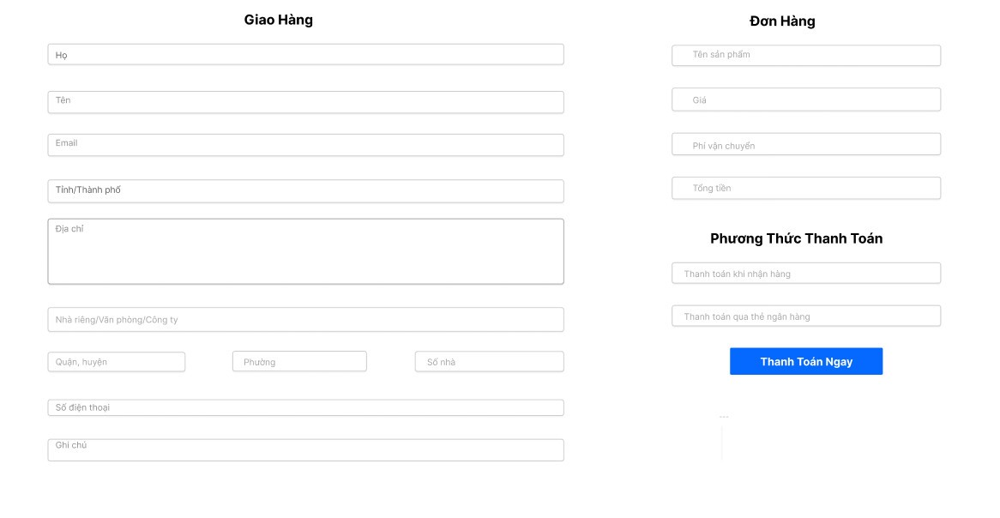 Giao Hàng
Họ
Tên
Email
Tỉnh/Thành phố
Địa chỉ
Nhà riêng/Văn phòng/Công ty
Quận, huyện
Phường
Số nhà
Số điện thoại
Ghi chú
Đơn Hàng
Tên sản phẩm
Giá
Phí vận chuyển
Tổng tiền
Phương Thức Thanh Toán
Thanh toán khi nhận hàng
Thanh toán qua thẻ ngân hàng
Thanh Toán Ngay